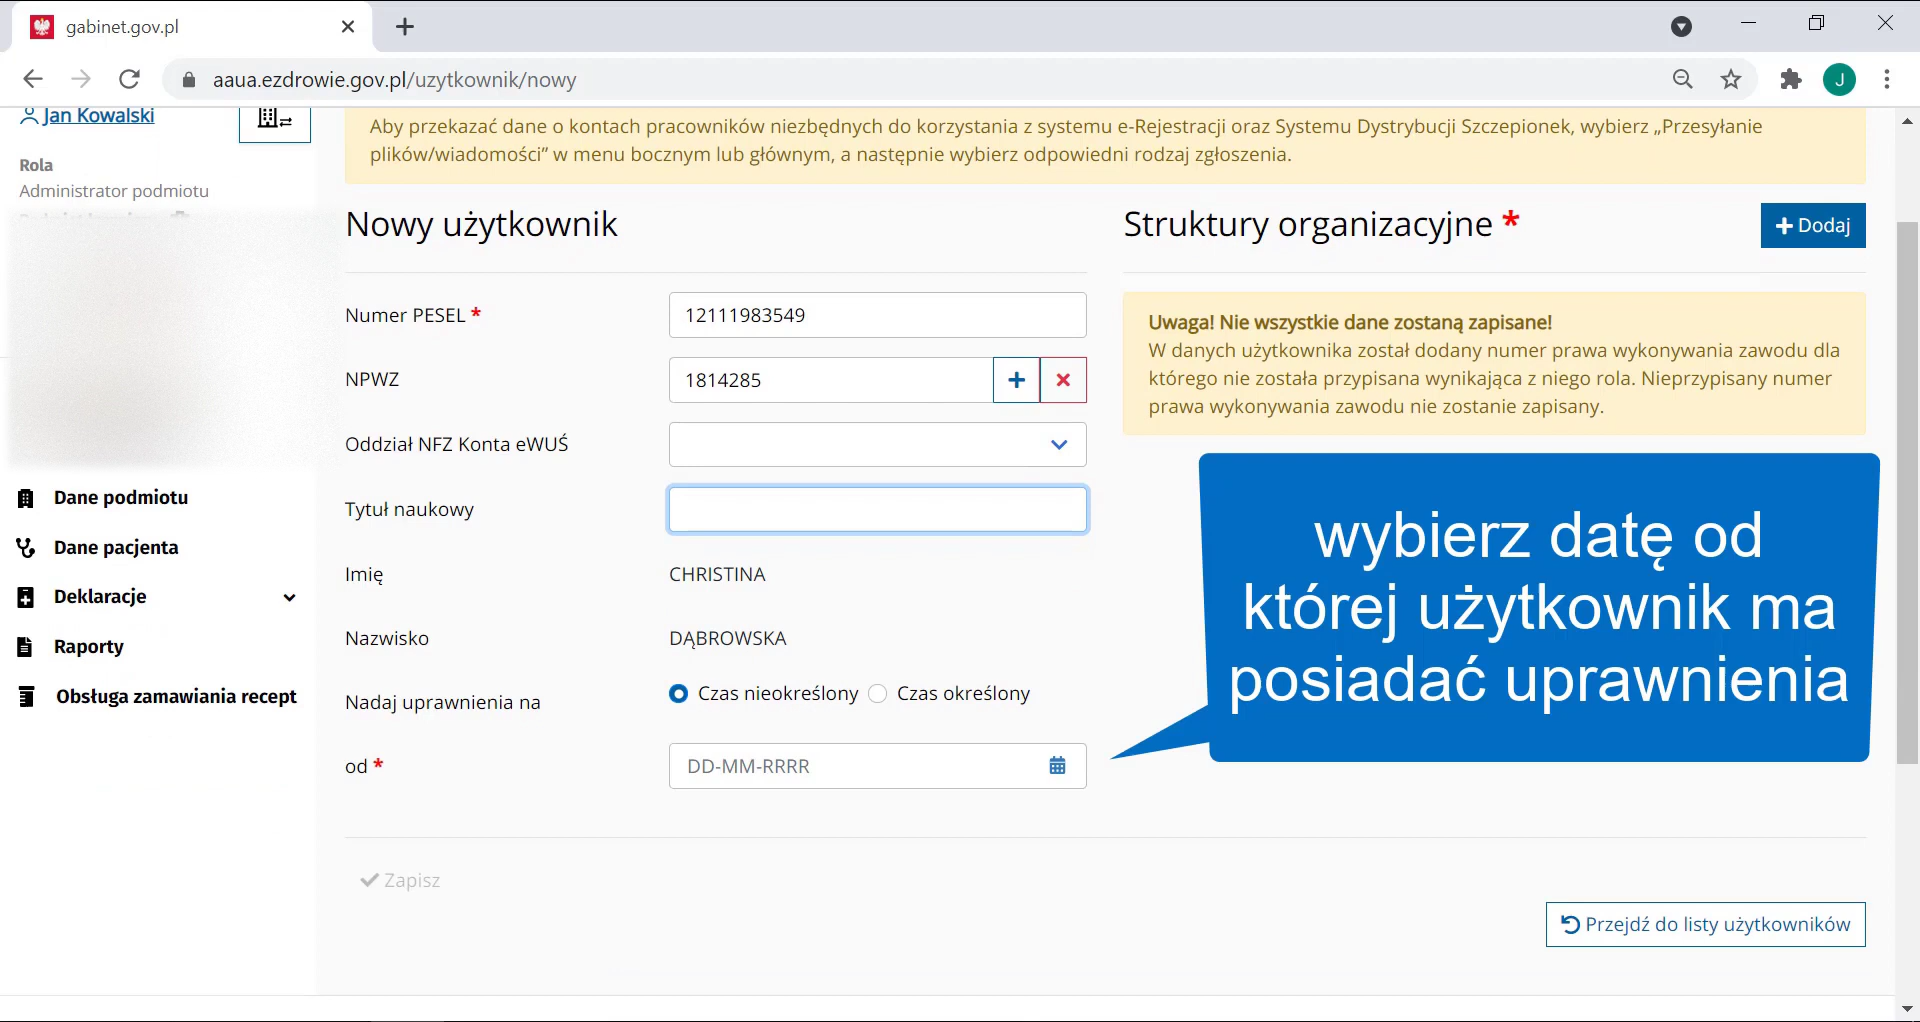 gabinet.gov.pl
aaua.ezdrowie.gov.pl/uzytkownik/nowy
J
Jan Kowalski
Rola
Administrator podmiotu
Dane podmiotu
Dane pacjenta
Deklaracje
Raporty
Obsługa zamawiania recept
Aby przekazać dane o kontach pracowników niezbędnych do korzystania z systemu e-Rejestracji oraz Systemu Dystrybucji Szczepionek, wybierz „Przesyłanie
plików/wiadomości” w menu bocznym lub głównym, a następnie wybierz odpowiedni rodzaj zgłoszenia.
Nowy użytkownik
Numer PESEL * 12111983549
NPWZ 1814285
Oddział NFZ Konta eWUŚ
Tytuł naukowy
Imię CHRISTINA
Nazwisko DĄBROWSKA
Nadaj uprawnienia na Czas nieokreślony Czas określony
od * DD-MM-RRRR
Zapisz
Struktury organizacyjne * Dodaj
Uwaga! Nie wszystkie dane zostaną zapisane!
W danych użytkownika został dodany numer prawa wykonywania zawodu dla
którego nie została przypisana wynikająca z niego rola. Nieprzypisany numer
prawa wykonywania zawodu nie zostanie zapisany.
wybierz datę od
której użytkownik ma
posiadać uprawnienia
Przejdź do listy użytkowników